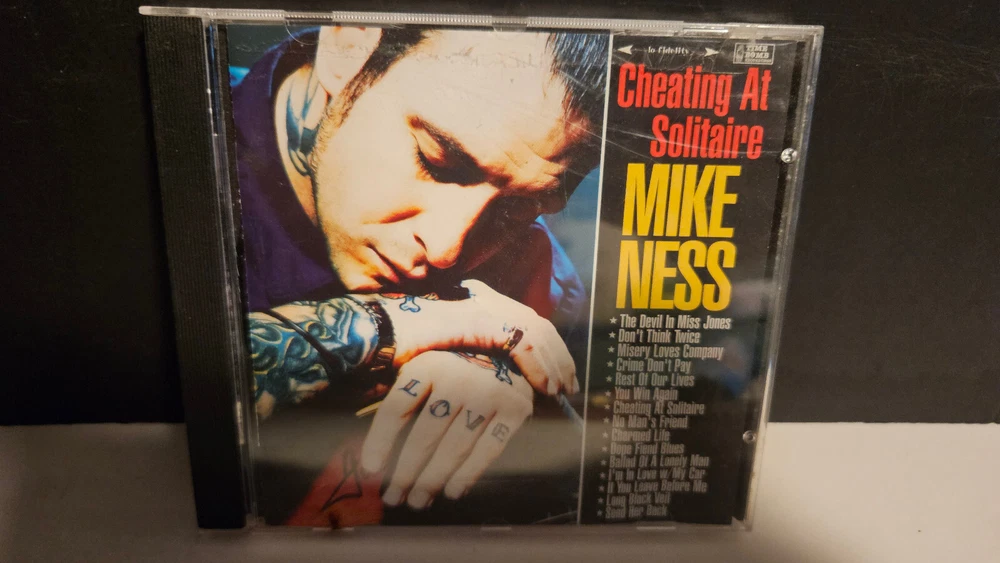 In Fidelity
TIME
BOMB
Cheating At
Solitaire
MIKE
NESS
The Devil In Miss Jones
Don't Think Twice
Misery Loves Company
Crime Don't Pay
Rest Of Our Lives
You Win Again
Cheating At Solitaire
No Man's Friend
Charmed Life
Dope Fiend Blues
Ballad Of A Lonely Man
I'm In Love w/ My Car
If You Leave Before Me
Long Black Veil
Send Her Back
LOVE